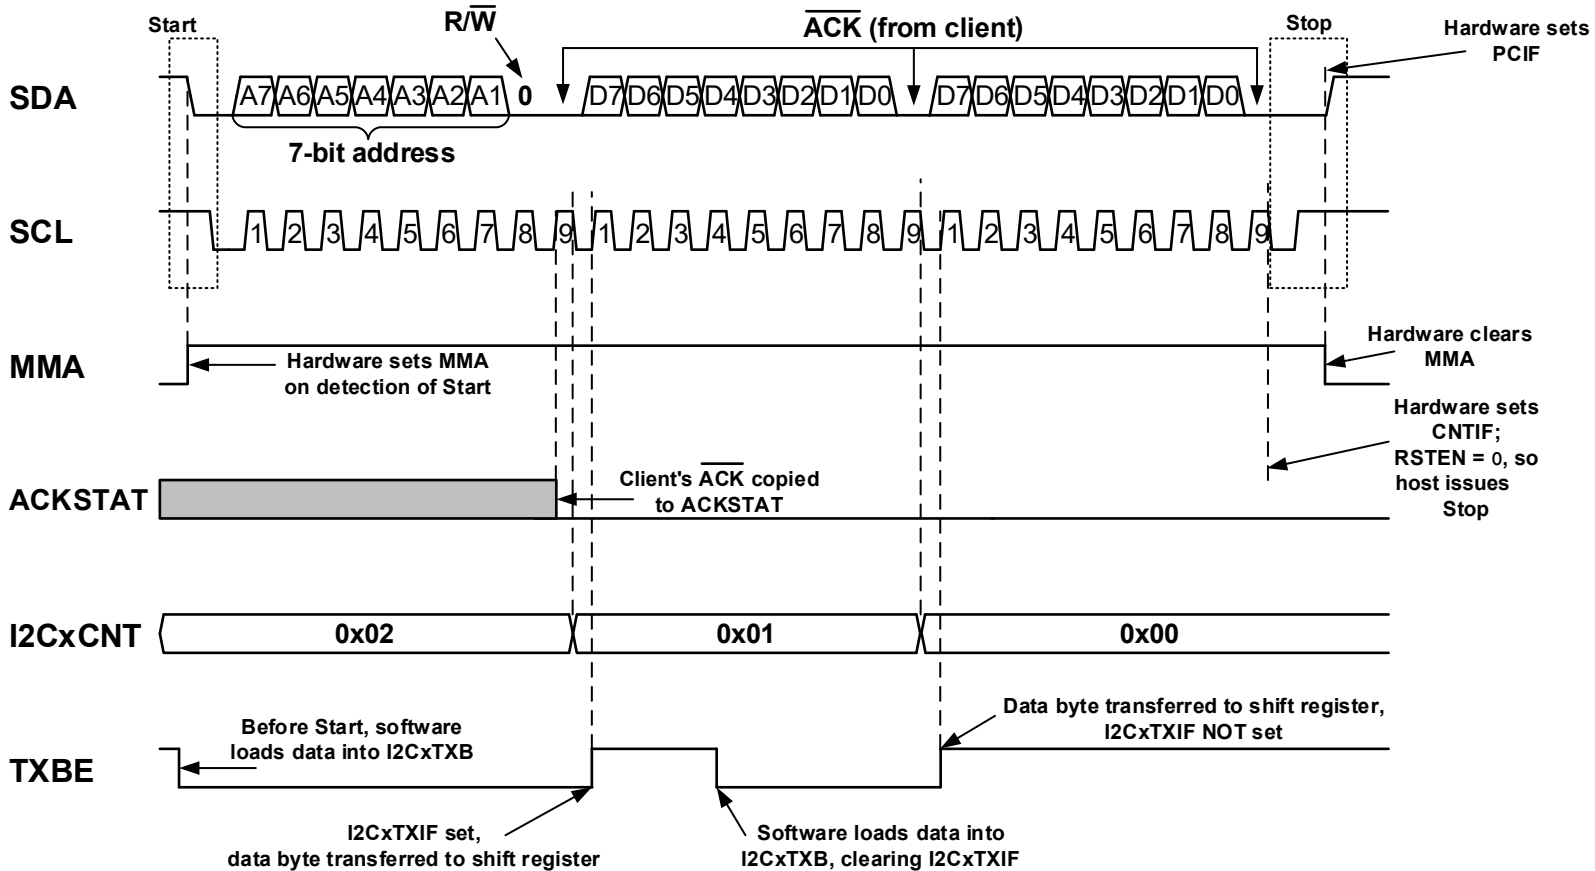 Start
R/W
ACK (from client)
Stop
Hardware sets
PCIF
SDA
A7 A6 A5 A4 A3 A2 A1 0 D7 D6 D5 D4 D3 D2 D1 D0 D7 D6 D5 D4 D3 D2 D1 D0
7-bit address
SCL
1 2 3 4 5 6 7 8 9 1 2 3 4 5 6 7 8 9 1 2 3 4 5 6 7 8 9
MMA
Hardware sets MMA
on detection of Start
Hardware clears
MMA
Hardware sets
CNTIF;
RSTEN = 0, so
host issues
Stop
ACKSTAT
Client's ACK copied
to ACKSTAT
I2CxCNT
0x02 0x01 0x00
TXBE
Before Start, software
loads data into I2CxTXB
Data byte transferred to shift register,
I2CxTXIF NOT set
I2CxTXIF set,
data byte transferred to shift register
Software loads data into
I2CxTXB, clearing I2CxTXIF